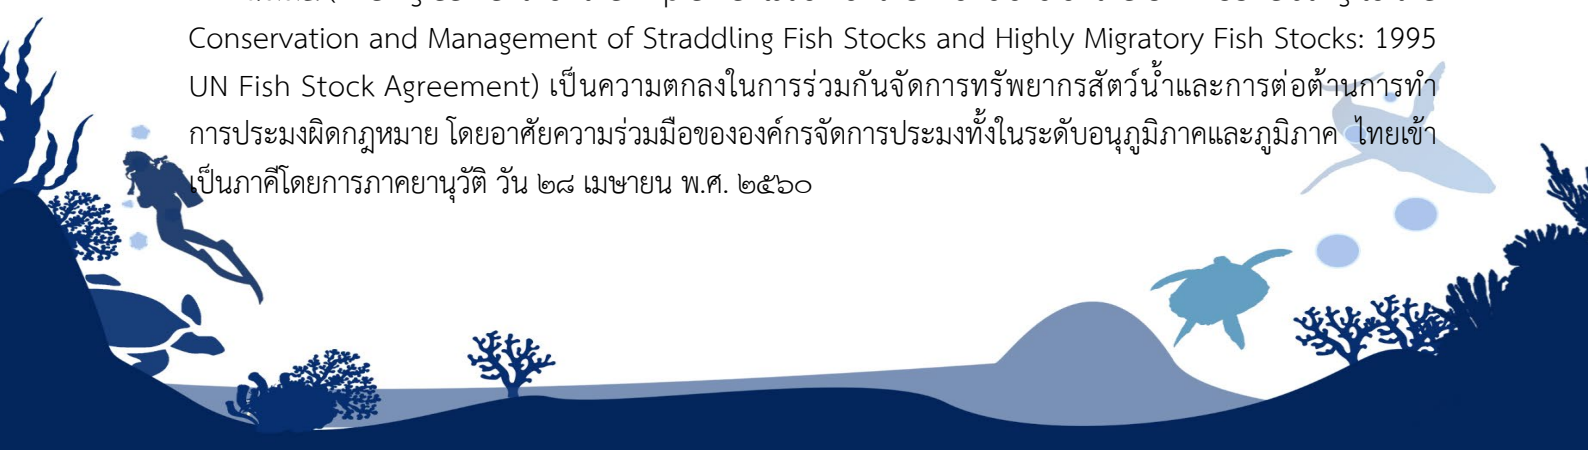 Conservation and Management of Straddling Fish Stocks and Highly Migratory Fish Stocks: 1995
UN Fish Stock Agreement) เป็นความตกลงในการร่วมกันจัดการทรัพยากรสัตว์น้ำและการต่อต้านการทำ
การประมงผิดกฎหมาย โดยอาศัยความร่วมมือขององค์กรจัดการประมงทั้งในระดับอนุภูมิภาคและภูมิภาค ไทยเข้า
เป็นภาคีโดยการภาคยานุวัติ วัน ๒๘ เมษายน พ.ศ. ๒๕๖๐